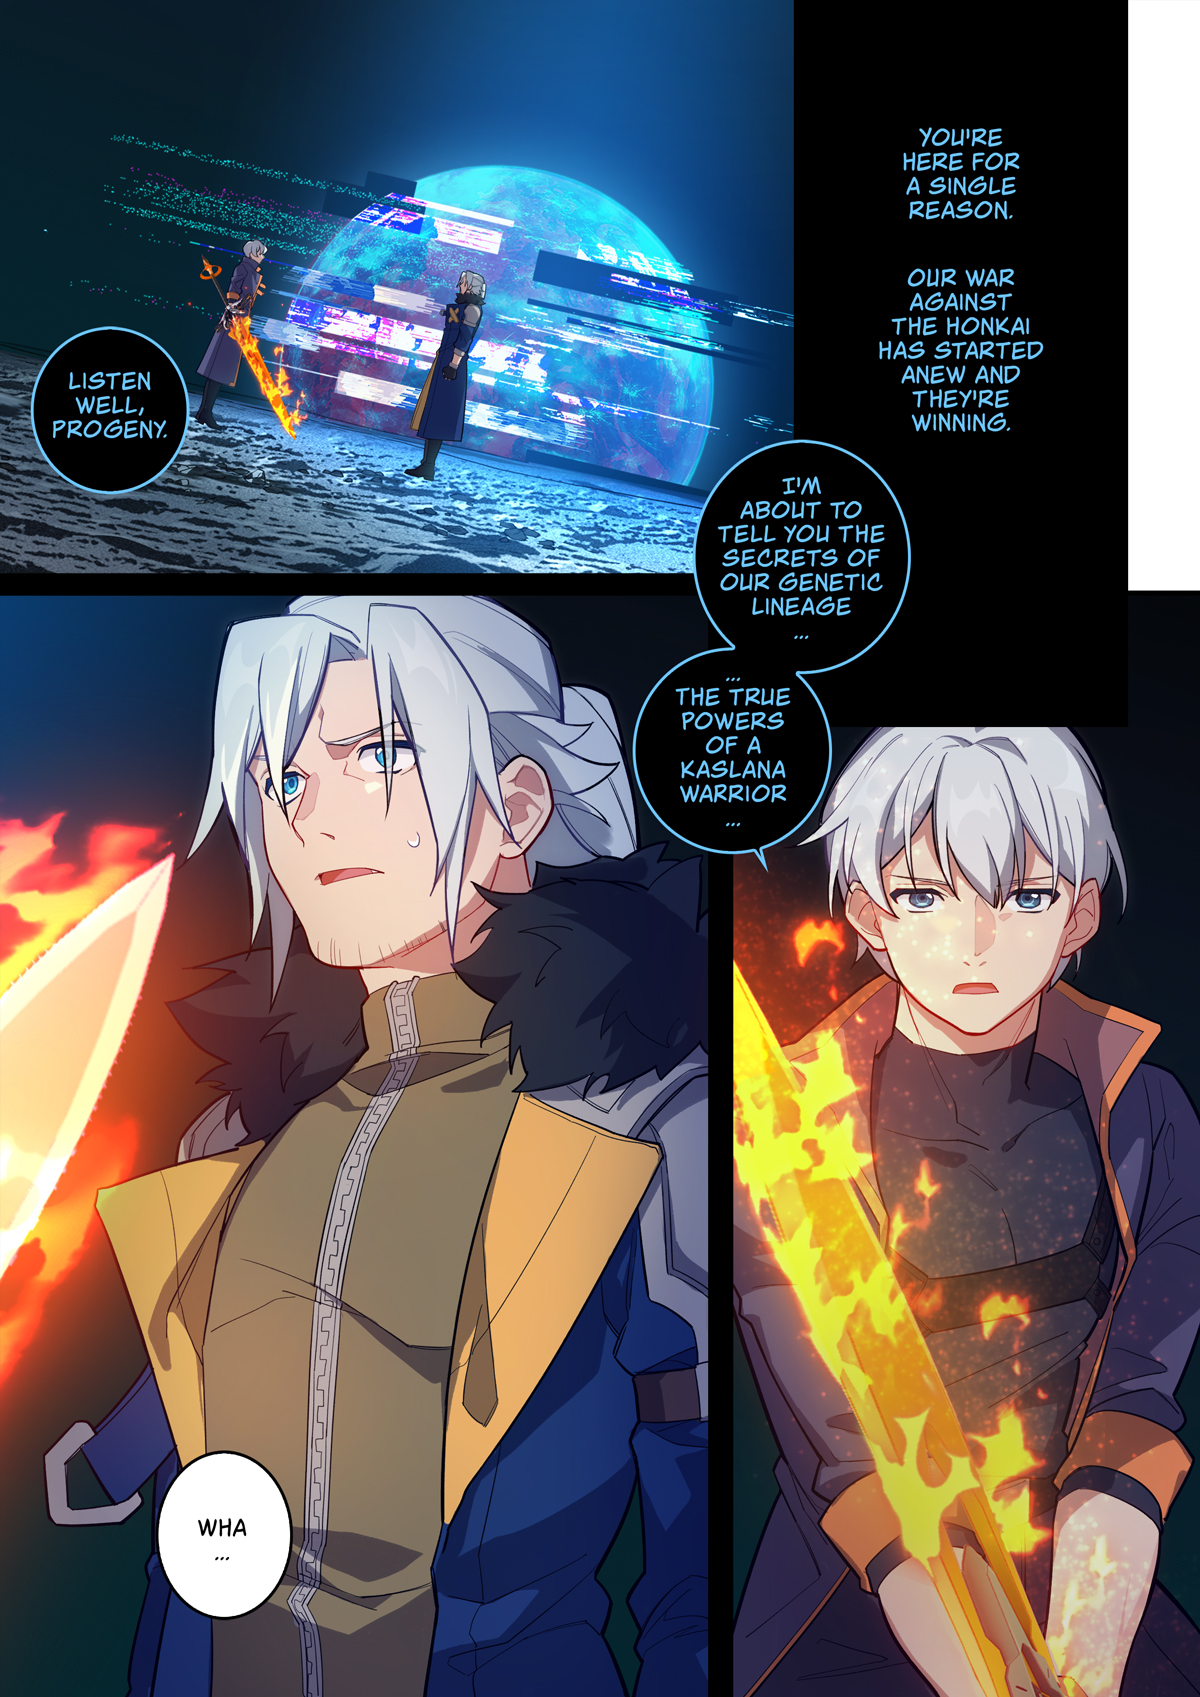 YOU'RE
HERE FOR
A SINGLE
REASON.
OUR WAR
AGAINST
THE HONKAI
HAS STARTED
ANEW AND
THEY'RE
WINNING.
LISTEN
WELL,
PROGENY.
I'M
ABOUT TO
TELL YOU THE
SECRETS OF
OUR GENETIC
LINEAGE
...
...
THE TRUE
POWERS
OF A
KASLANA
WARRIOR
...
WHA
...